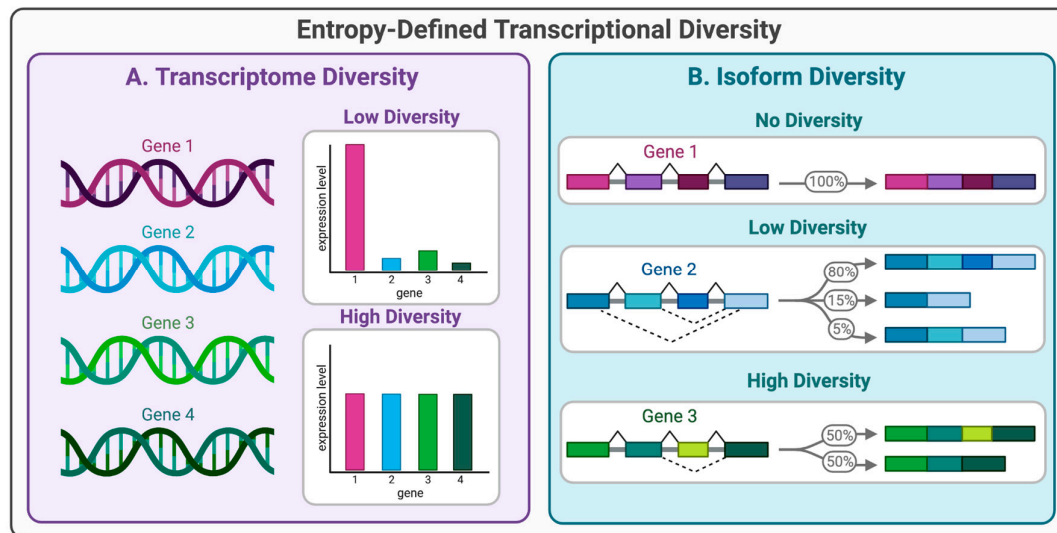 Entropy-Defined Transcriptional Diversity
A. Transcriptome Diversity
Gene 1
Gene 2
Gene 3
Gene 4
Low Diversity
expression level
1 2 3 4
gene
High Diversity
expression level
1 2 3 4
gene
B. Isoform Diversity
No Diversity
Gene 1
100%
Low Diversity
Gene 2
80%
15%
5%
High Diversity
Gene 3
50%
50%